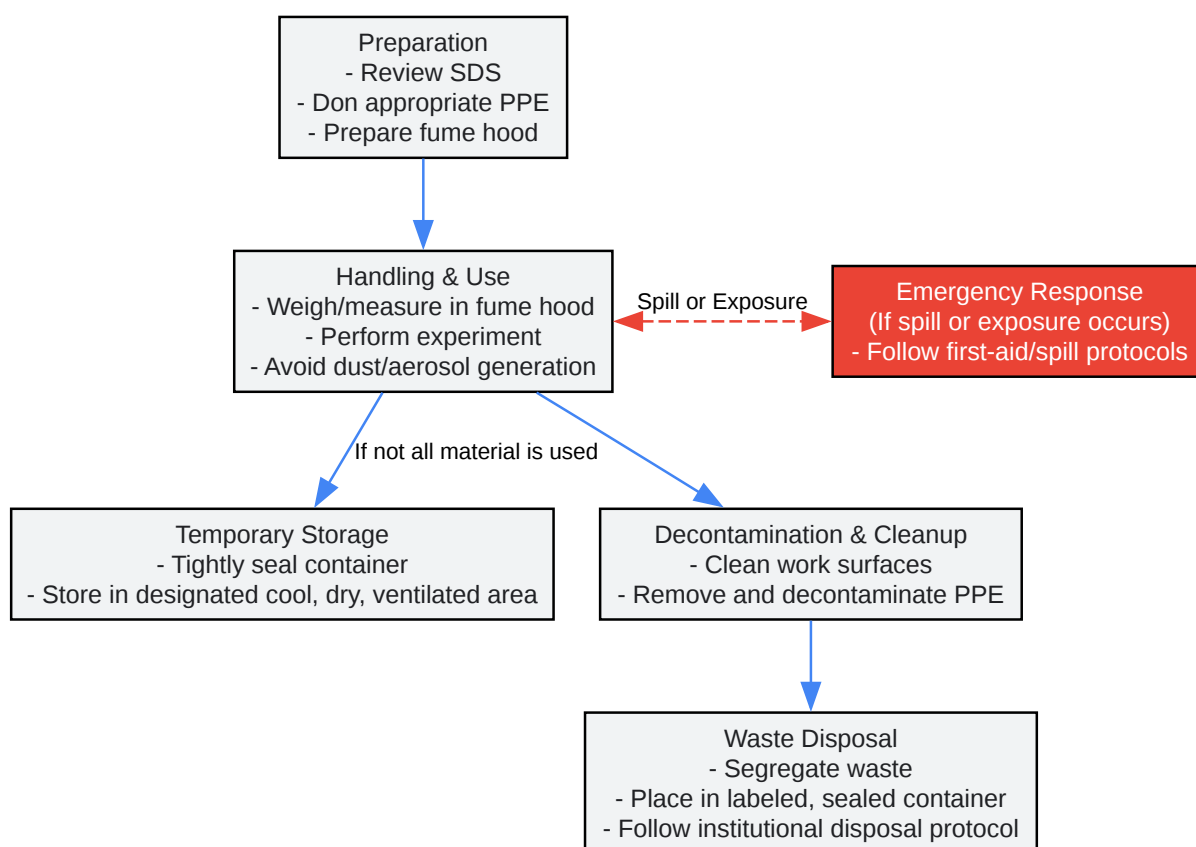 Preparation
- Review SDS
- Don appropriate PPE
- Prepare fume hood
Handling & Use
- Weigh/measure in fume hood
- Perform experiment
- Avoid dust/aerosol generation
Spill or Exposure
Emergency Response
(If spill or exposure occurs)
- Follow first-aid/spill protocols
If not all material is used
Temporary Storage
- Tightly seal container
- Store in designated cool, dry, ventilated area
Decontamination & Cleanup
- Clean work surfaces
- Remove and decontaminate PPE
Waste Disposal
- Segregate waste
- Place in labeled, sealed container
- Follow institutional disposal protocol